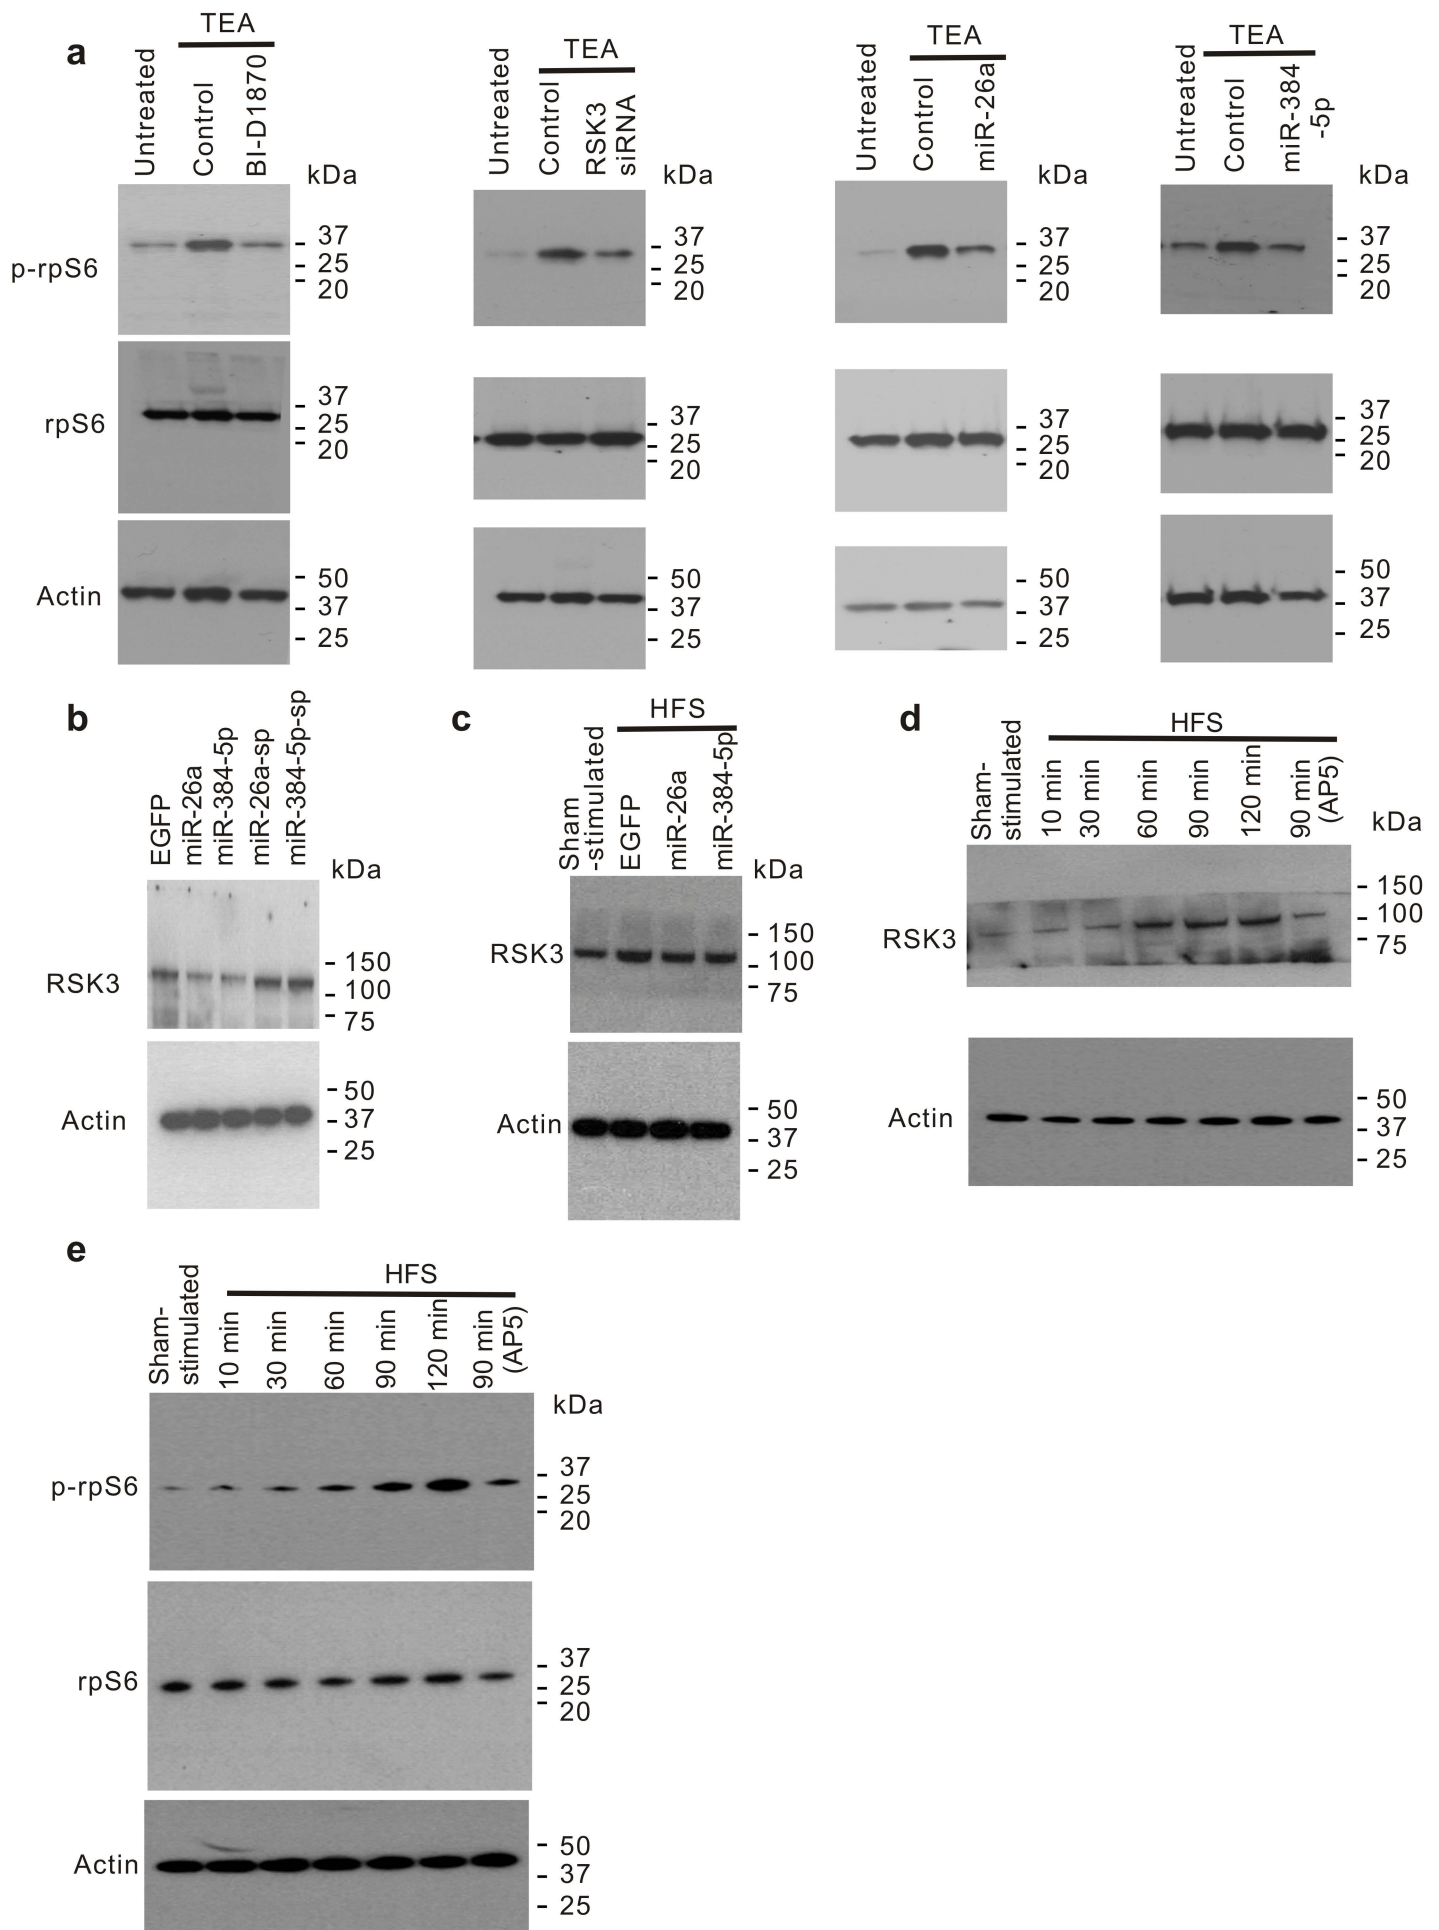 a
TEA
Untreated
Control
BI-D1870
kDa
p-rpS6
37
25
20
rpS6
37
25
20
Actin
50
37
25
TEA
Untreated
Control
RSK3
siRNA
kDa
37
25
20
37
25
20
50
37
25
TEA
Untreated
Control
miR-26a
kDa
37
25
20
37
25
20
50
37
25
TEA
Untreated
Control
miR-384
-5p
kDa
37
25
20
37
25
20
50
37
25
b
EGFP
miR-26a
miR-384-5p
miR-26a-sp
miR-384-5p-sp
kDa
RSK3
150
100
75
Actin
50
37
25
c
HFS
Sham
-stimulated
EGFP
miR-26a
miR-384-5p
kDa
RSK3
150
100
75
Actin
50
37
25
d
HFS
Sham-
stimulated
10 min
30 min
60 min
90 min
120 min
90 min
(AP5)
kDa
RSK3
150
100
75
Actin
50
37
25
e
HFS
Sham-
stimulated
10 min
30 min
60 min
90 min
120 min
90 min
(AP5)
kDa
p-rpS6
37
25
20
rpS6
37
25
20
Actin
50
37
25